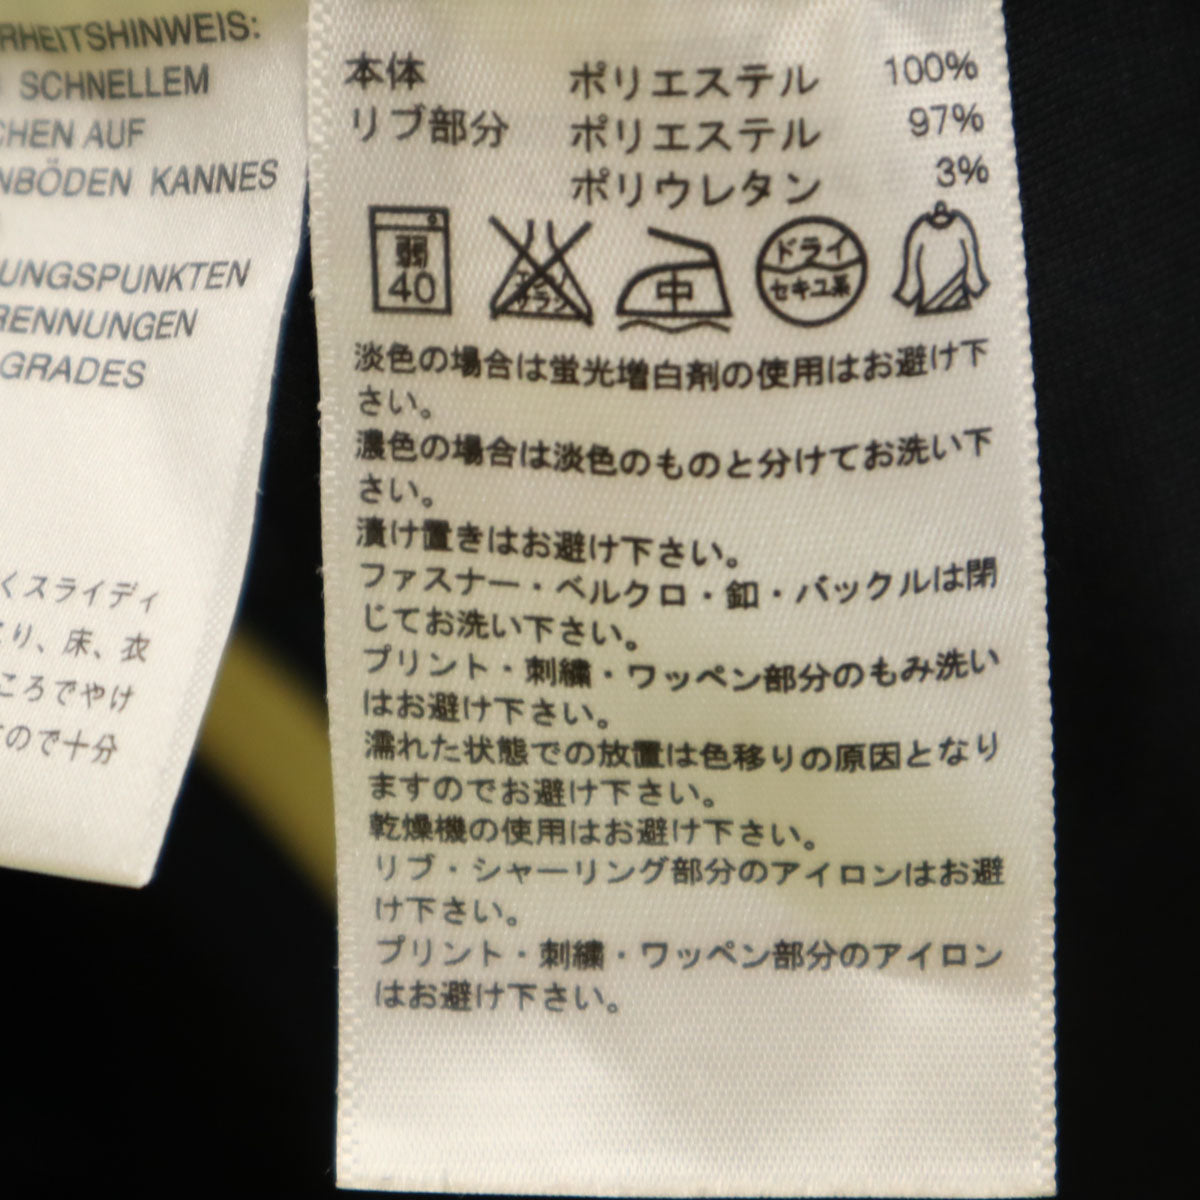 RHEITSHINWEIS:
SCHNELLEM
CHEN AUF
NBÖDEN KANNES
UNGSPUNKTEN
RENNUNGEN
GRADES
くスライディ
り、床、衣
ころでやけ
ので十分
本体 ポリエステル 100%
リブ部分 ポリエステル 97%
ポリウレタン 3%
弱
40
エンソ
サラシ
中
ドライ
セキユ系
淡色の場合は蛍光増白剤の使用はお避け下
さい。
濃色の場合は淡色のものと分けてお洗い下
さい。
漬け置きはお避け下さい。
ファスナー・ベルクロ・釦・バックルは閉
じてお洗い下さい。
プリント・刺繍・ワッペン部分のもみ洗い
はお避け下さい。
濡れた状態での放置は色移りの原因となり
ますのでお避け下さい。
乾燥機の使用はお避け下さい。
リブ・シャーリング部分のアイロンはお避
け下さい。
プリント・刺繍・ワッペン部分のアイロン
はお避け下さい。